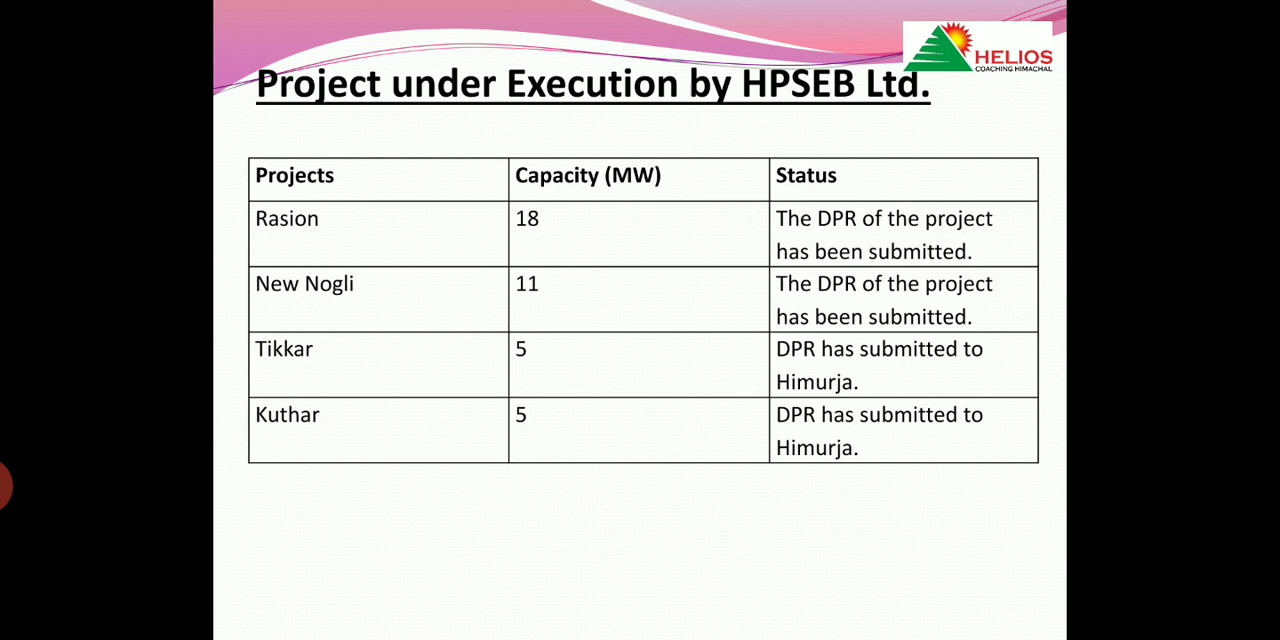 HELIOS
COACHING HIMACHAL
Project under Execution by HPSEB Ltd.
Projects Capacity (MW) Status
Rasion 18 The DPR of the project
has been submitted.
New Nogli 11 The DPR of the project
has been submitted.
Tikkar 5 DPR has submitted to
Himurja.
Kuthar 5 DPR has submitted to
Himurja.